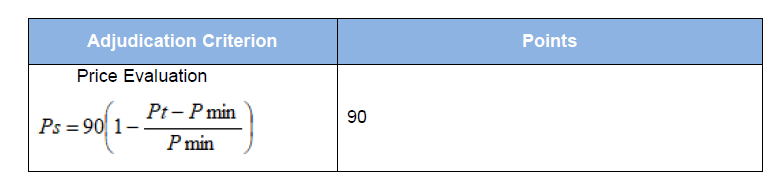 Adjudication Criterion
Points
Price Evaluation
Ps = 90(1 − (Pt − P min) / P min)
90